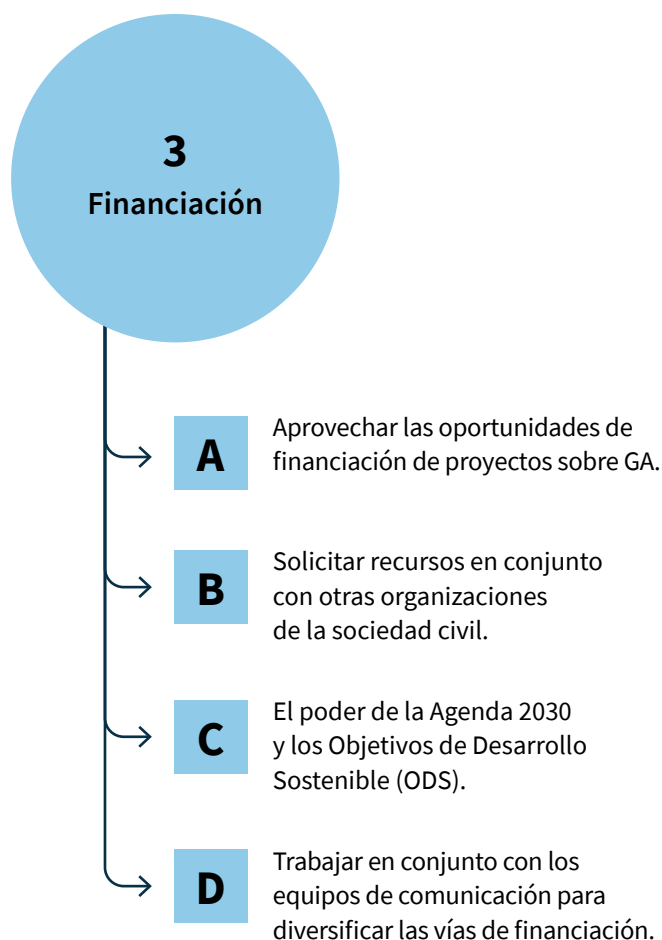 3
Financiación
A
Aprovechar las oportunidades de
financiación de proyectos sobre GA.
B
Solicitar recursos en conjunto
con otras organizaciones
de la sociedad civil.
C
El poder de la Agenda 2030
y los Objetivos de Desarrollo
Sostenible (ODS).
D
Trabajar en conjunto con los
equipos de comunicación para
diversificar las vías de financiación.